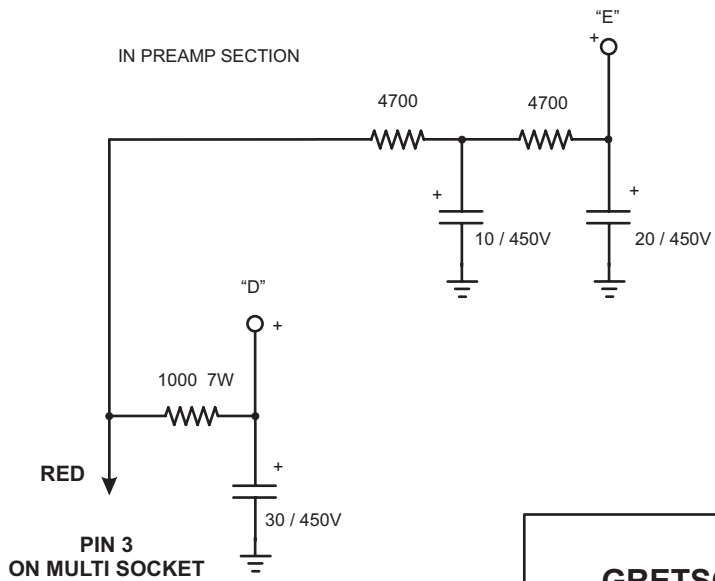 "E"
+
IN PREAMP SECTION
4700
4700
+
+
10 / 450V
20 / 450V
"D"
+
1000 7W
RED
+
30 / 450V
PIN 3
ON MULTI SOCKET